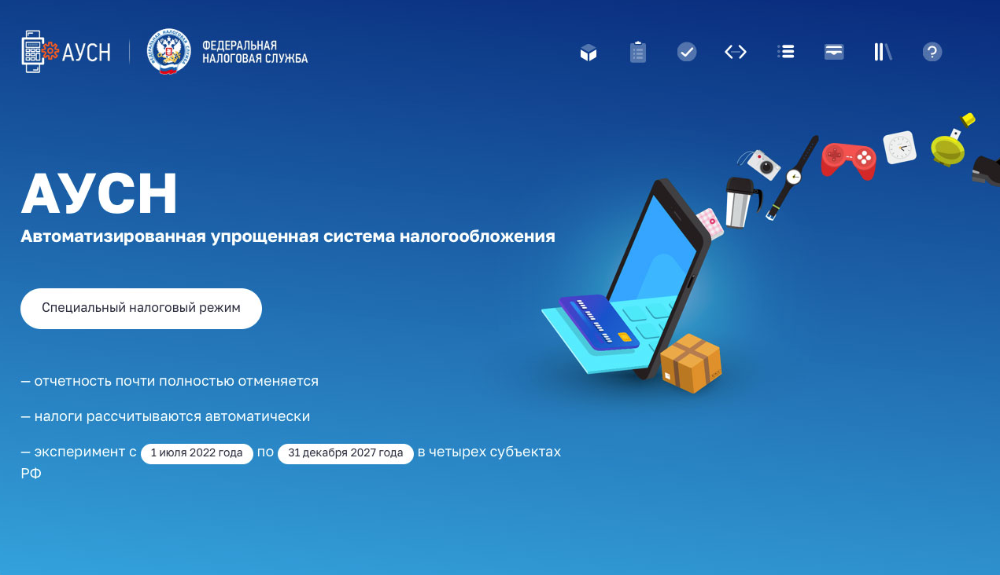 АУСН
ФЕДЕРАЛЬНАЯ
НАЛОГОВАЯ СЛУЖБА
АУСН
Автоматизированная упрощенная система налогообложения
Специальный налоговый режим
— отчетность почти полностью отменяется
— налоги рассчитываются автоматически
— эксперимент с 1 июля 2022 года по 31 декабря 2027 года в четырех субъектах
РФ